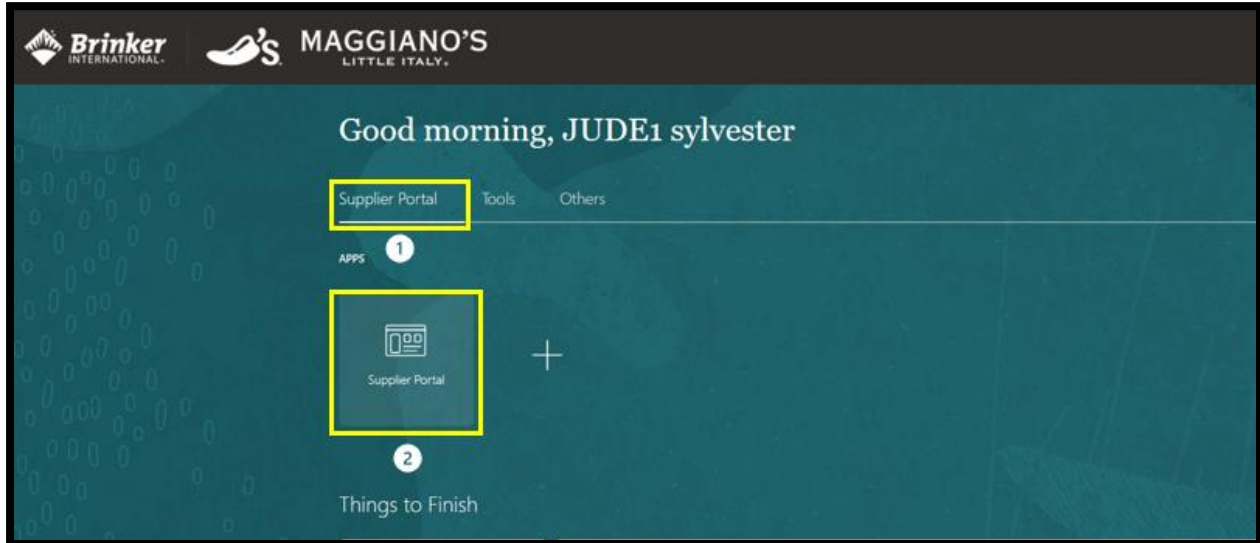 Brinker
INTERNATIONAL.
's
MAGGIANO'S
LITTLE ITALY.
Good morning, JUDE1 sylvester
Supplier Portal Tools Others
APPS 1
Supplier Portal
2
Things to Finish